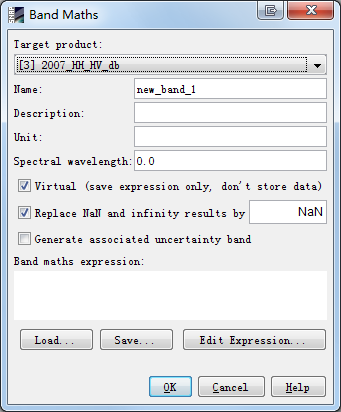 Band Maths
Target product:
[3] 2007_HH_HV_db
Name: new_band_1
Description:
Unit:
Spectral wavelength: 0.0
Virtual (save expression only, don't store data)
Replace NaN and infinity results by NaN
Generate associated uncertainty band
Band maths expression:
Load... Save... Edit Expression...
OK Cancel Help